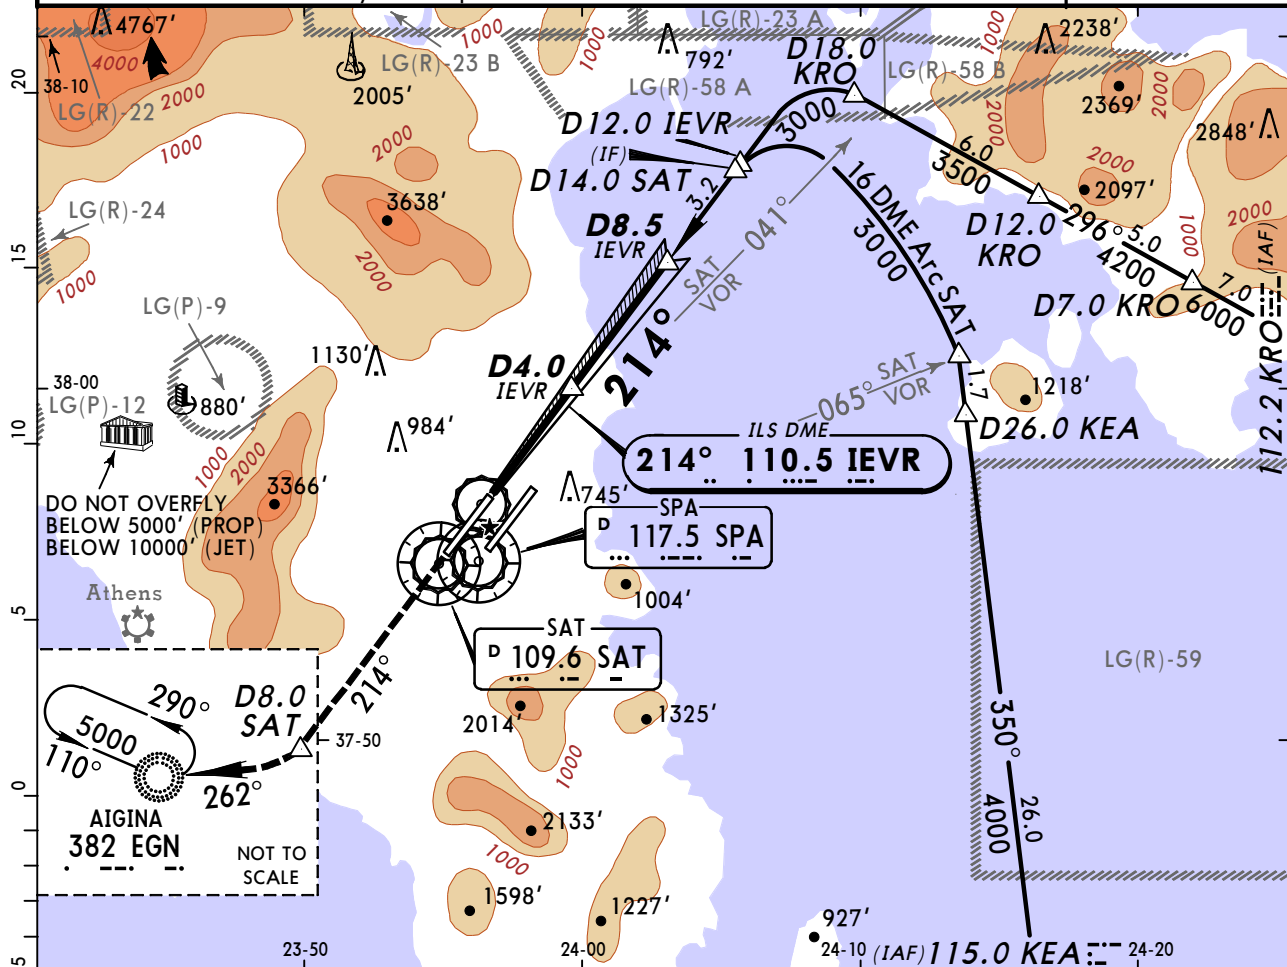 4767'
4000
38-10
LG(R)-22
2000
1000
LG(R)-23 B
1000
1000
2005'
2000
3638'
2000
LG(R)-24
1000
LG(R)-23 A
792'
LG(R)-58 A
D18.0
KRO
LG(R)-58 B
1000
2238'
2000
2369'
2000
2848'
2000
2097'
1000
2000
D12.0 IEVR
(IF)
D14.0 SAT
3000
3.2
D8.5
IEVR
SAT
VOR
041°
16 DME Arc SAT
3000
6.0
3500
D12.0
KRO
296°
5.0
4200
D7.0 KRO
7.0
6000
(IAF)
112.2 KRO
LG(P)-9
38-00
LG(P)-12
880'
1130'
984'
D4.0
IEVR
214°
065°
SAT
VOR
1.7
1218'
D26.0 KEA
ILS DME
214° 110.5 IEVR
1000
2000
3366'
DO NOT OVERFLY
BELOW 5000' (PROP)
BELOW 10000' (JET)
745'
SPA
D 117.5 SPA
1004'
Athens
SAT
D 109.6 SAT
2014'
1325'
1000
LG(R)-59
214°
D8.0
SAT
37-50
290°
5000
110°
262°
AIGINA
382 EGN
NOT TO
SCALE
2133'
1000
1598'
1227'
350°
26.0
4000
927'
23-50
24-00
24-10
(IAF) 115.0 KEA
24-20
20
15
10
5
0
5